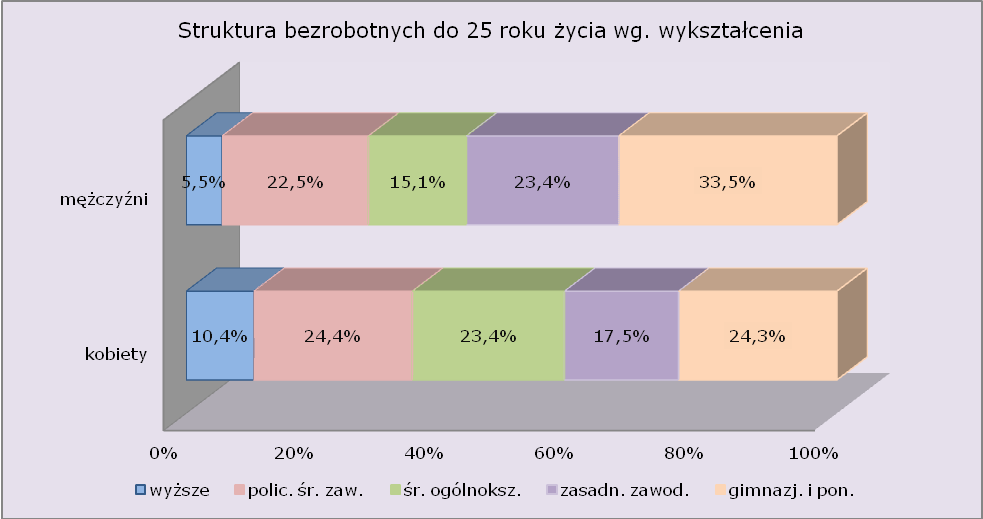 Struktura bezrobotnych do 25 roku życia wg. wykształcenia
mężczyźni
5,5%
22,5%
15,1%
23,4%
33,5%
kobiety
10,4%
24,4%
23,4%
17,5%
24,3%
0%
20%
40%
60%
80%
100%
wyższe
polic. śr. zaw.
śr. ogólnoksz.
zasadn. zawod.
gimnazj. i pon.